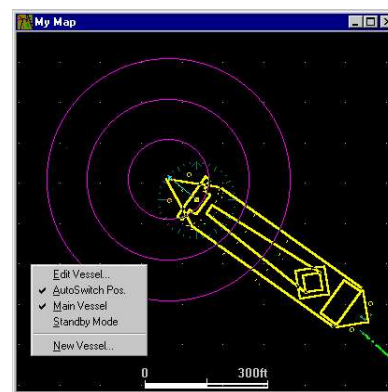 My Map
Edit Vessel...
AutoSwitch Pos.
Main Vessel
Standby Mode
New Vessel...
0 300ft